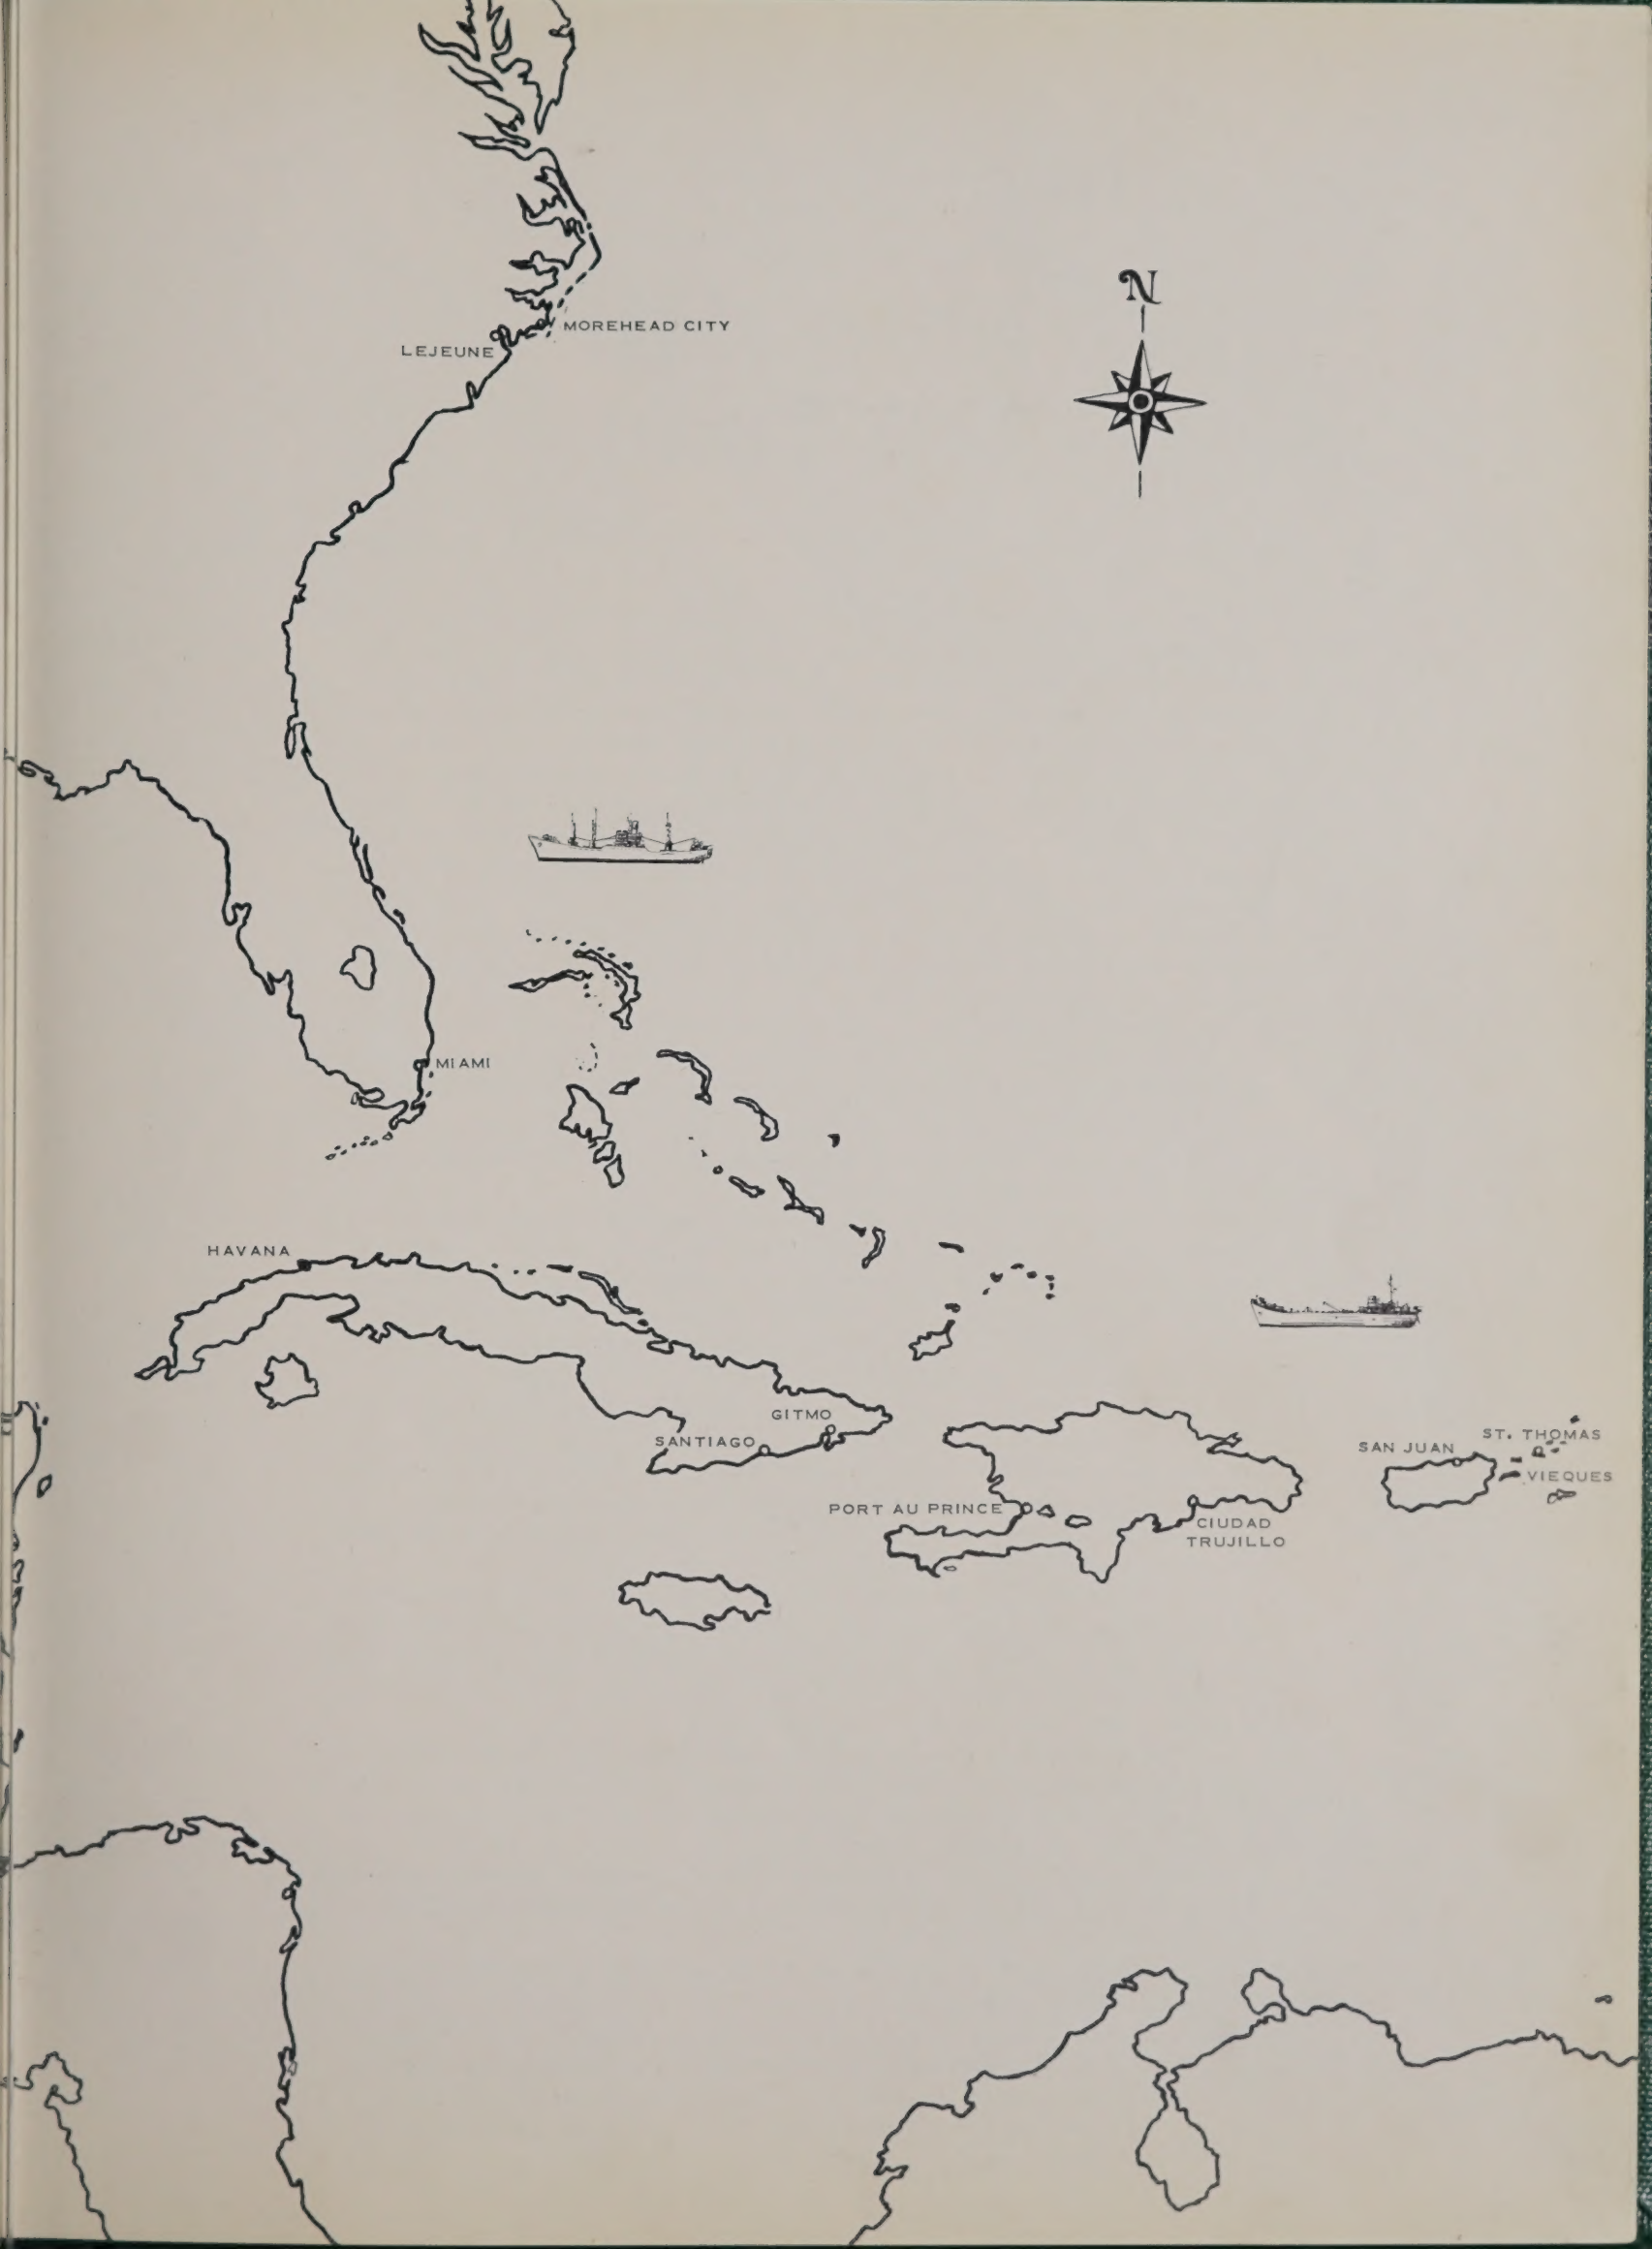 N
MOREHEAD CITY
LEJEUNE
MIAMI
HAVANA
GITMO
SANTIAGO
ST. THOMAS
SAN JUAN
VIEQUES
PORT AU PRINCE
CIUDAD
TRUJILLO